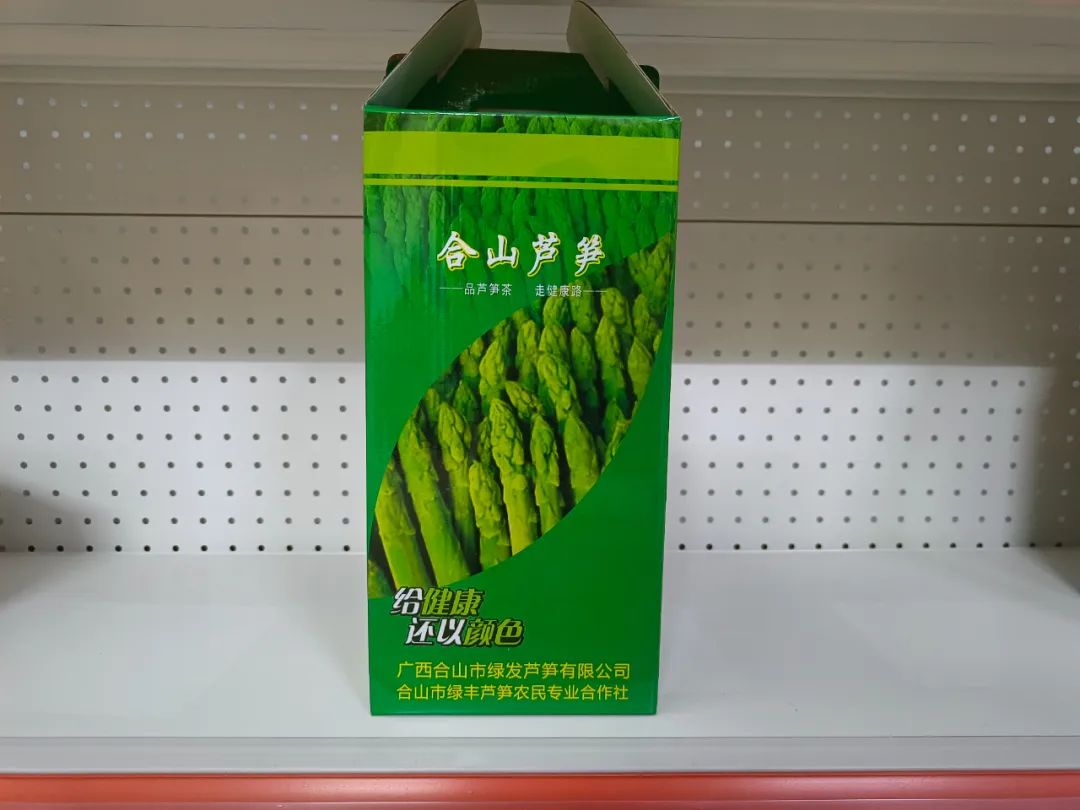 合山芦笋
——品芦笋茶 走健康路——
给健康
还以颜色
广西合山市绿发芦笋有限公司
合山市绿丰芦笋农民专业合作社